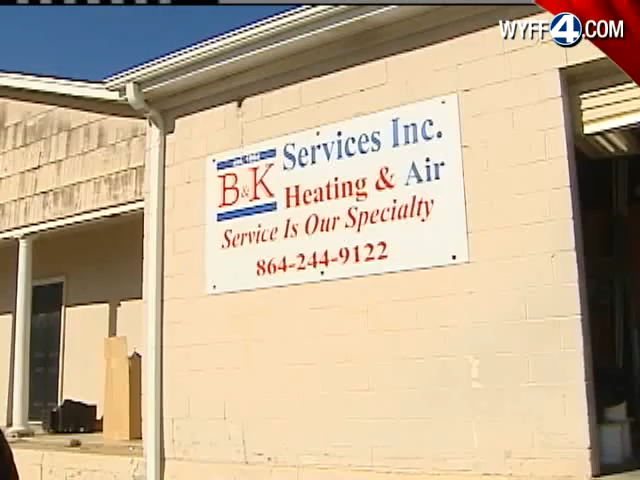 WYFF4.COM
B&K Services Inc.
Heating & Air
Service Is Our Specialty
864-244-9122